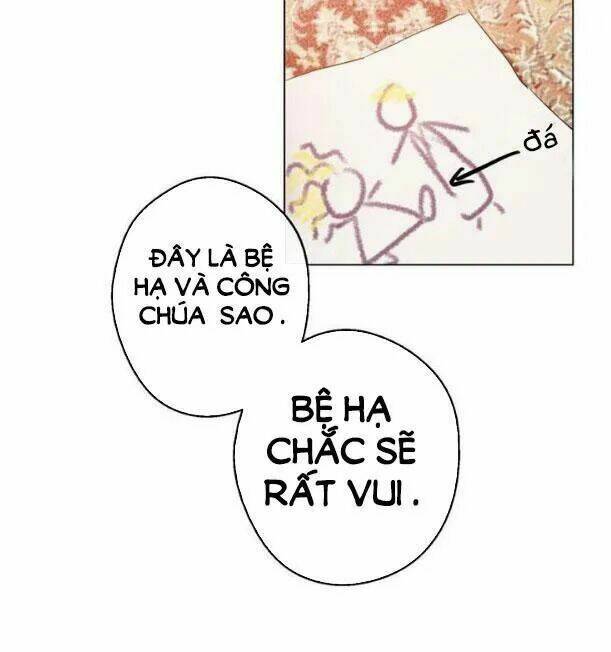 đá
ĐÂY LÀ BỆ
HẠ VÀ CÔNG
CHÚA SAO .
BỆ HẠ
CHẮC SẼ
RẤT VUI .